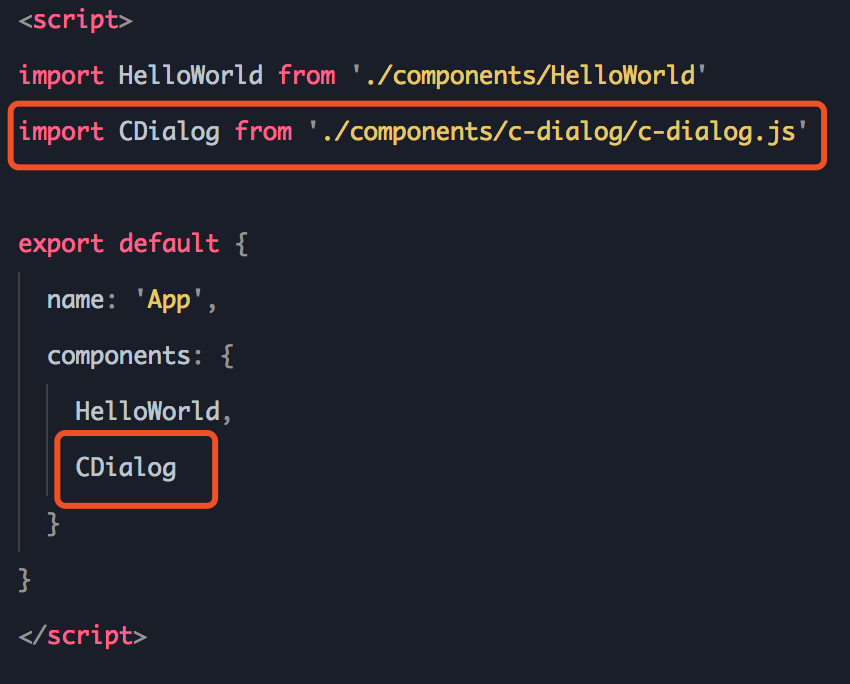 <script>
import HelloWorld from './components/HelloWorld'
import CDialog from './components/c-dialog/c-dialog.js'
export default {
name: 'App',
components: {
HelloWorld,
CDialog
}
}
</script>